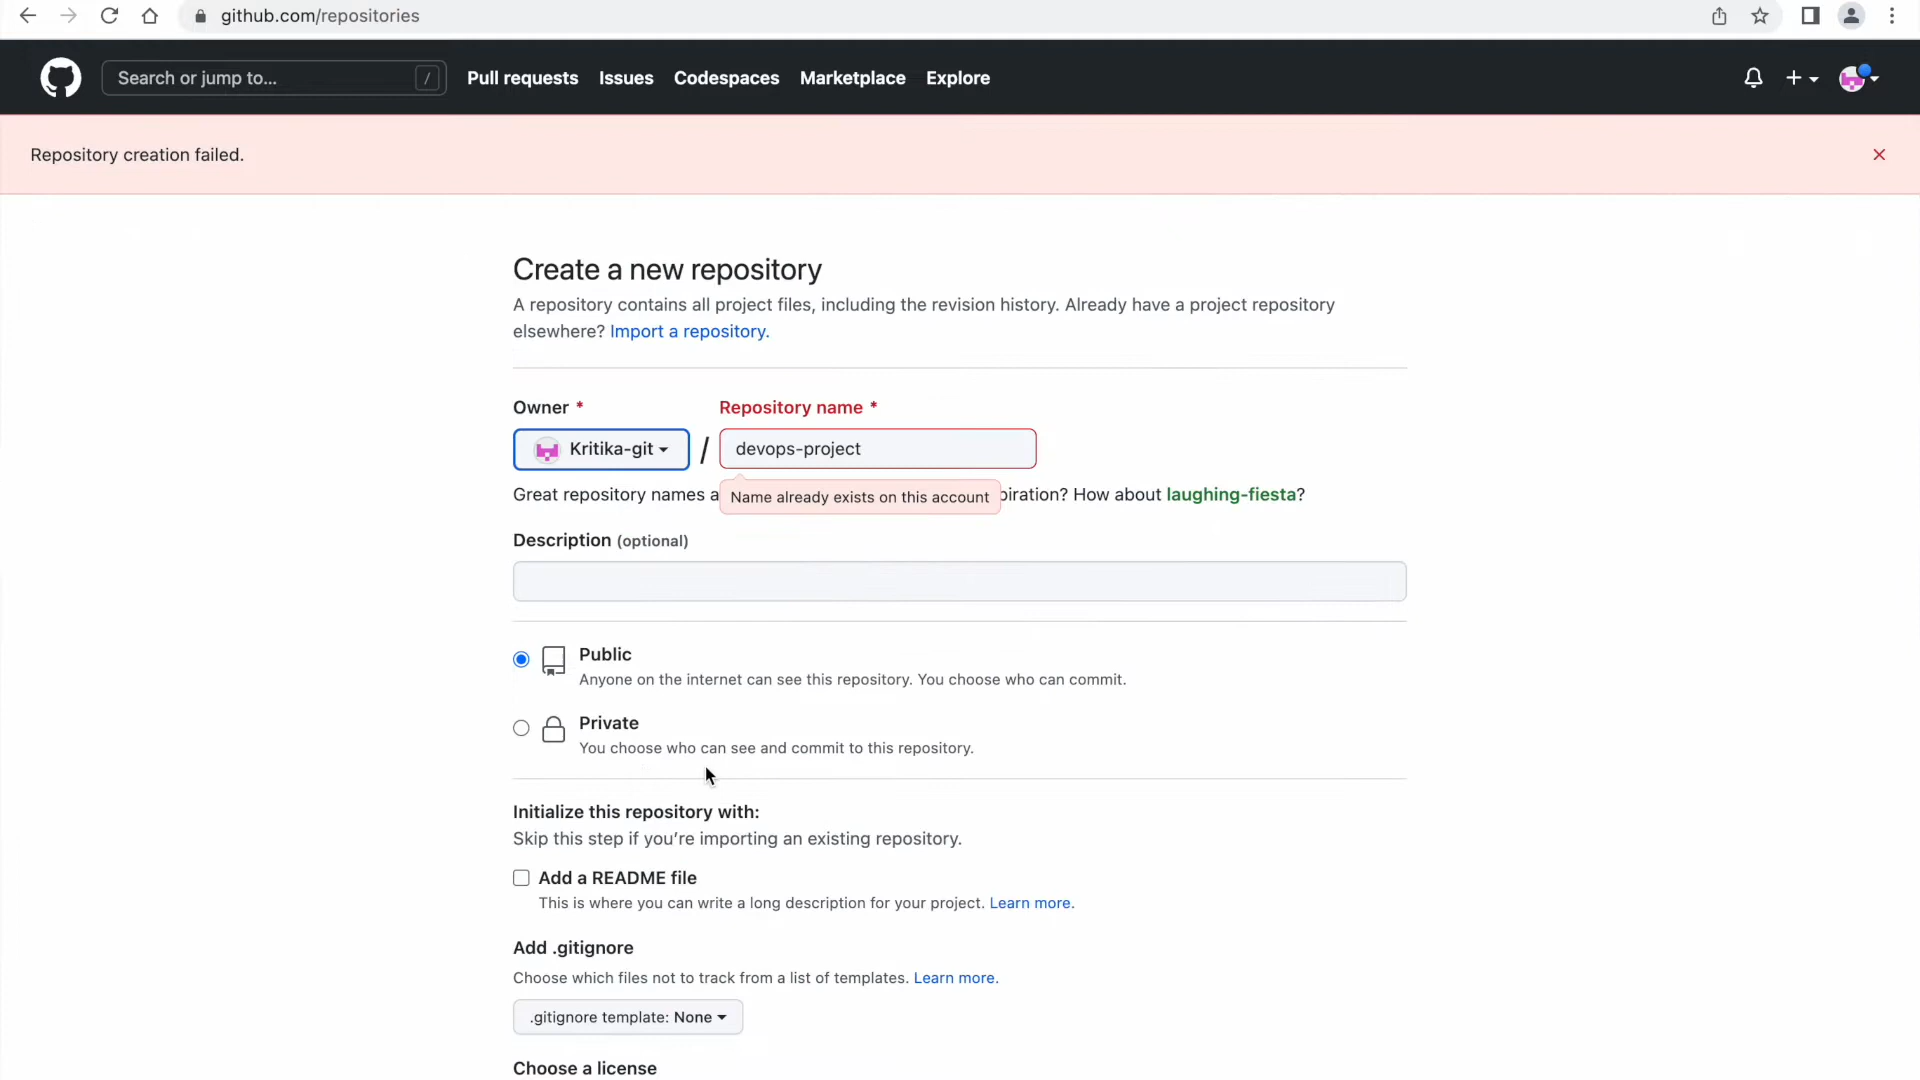 github.com/repositories
Search or jump to... /
Pull requests Issues Codespaces Marketplace Explore
Repository creation failed.
Create a new repository
A repository contains all project files, including the revision history. Already have a project repository
elsewhere? Import a repository.
Owner * Repository name *
Kritika-git / devops-project
Great repository names a
Name already exists on this account
piration? How about laughing-fiesta?
Description (optional)
Public
Anyone on the internet can see this repository. You choose who can commit.
Private
You choose who can see and commit to this repository.
Initialize this repository with:
Skip this step if you're importing an existing repository.
Add a README file
This is where you can write a long description for your project. Learn more.
Add .gitignore
Choose which files not to track from a list of templates. Learn more.
.gitignore template: None
Choose a license